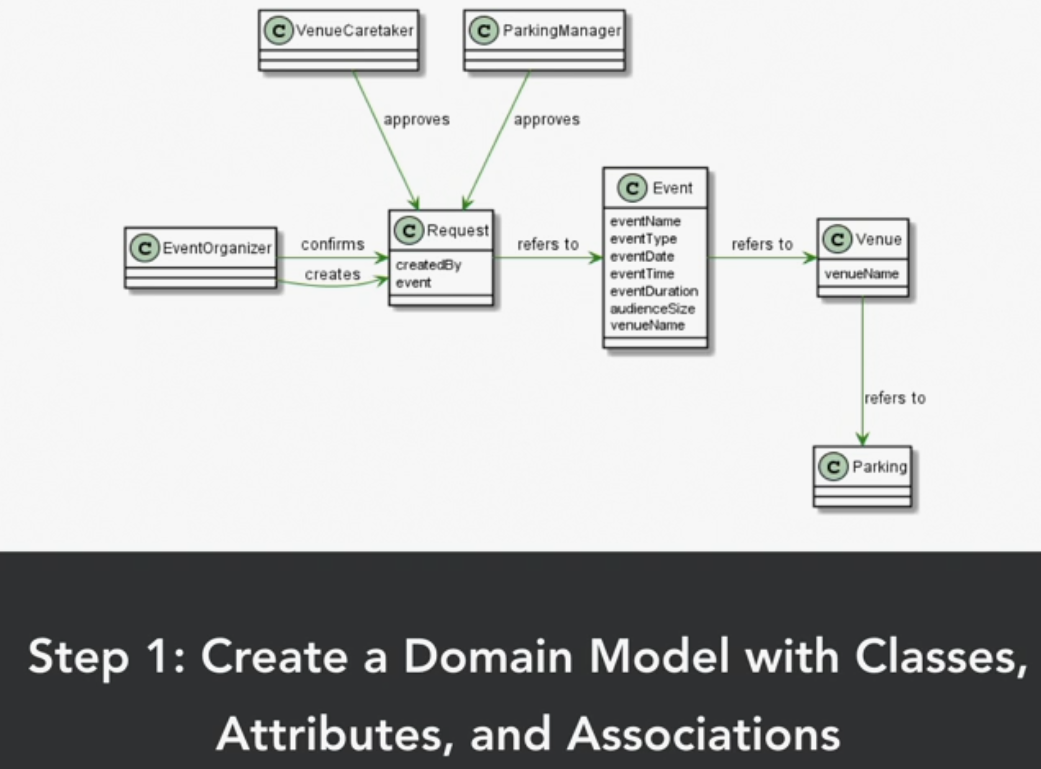 C VenueCaretaker
C ParkingManager
approves
approves
C EventOrganizer
confirms
creates
C Request
createdBy
event
refers to
C Event
eventName
eventType
eventDate
eventTime
eventDuration
audienceSize
venueName
refers to
C Venue
venueName
refers to
C Parking
Step 1: Create a Domain Model with Classes,
Attributes, and Associations